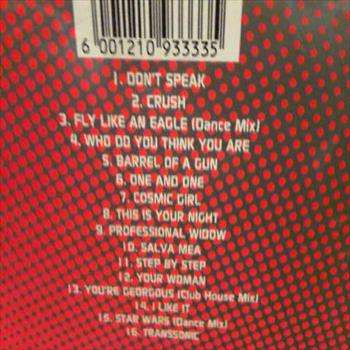 6 001210 933335
1. DON'T SPEAK
2. CRUSH
3. FLY LIKE AN EAGLE (Dance Mix)
4. WHO DO YOU THINK YOU ARE
5. BARREL OF A GUN
6. ONE AND ONE
7. COSMIC GIRL
8. THIS IS YOUR NIGHT
9. PROFESSIONAL WIDOW
10. SALVA MEA
11. STEP BY STEP
12. YOUR WOMAN
13. YOU'RE GEORGOUS (Club House Mix)
14. I LIKE IT
15. STAR WARS (Dance Mix)
16. TRANSSONIC